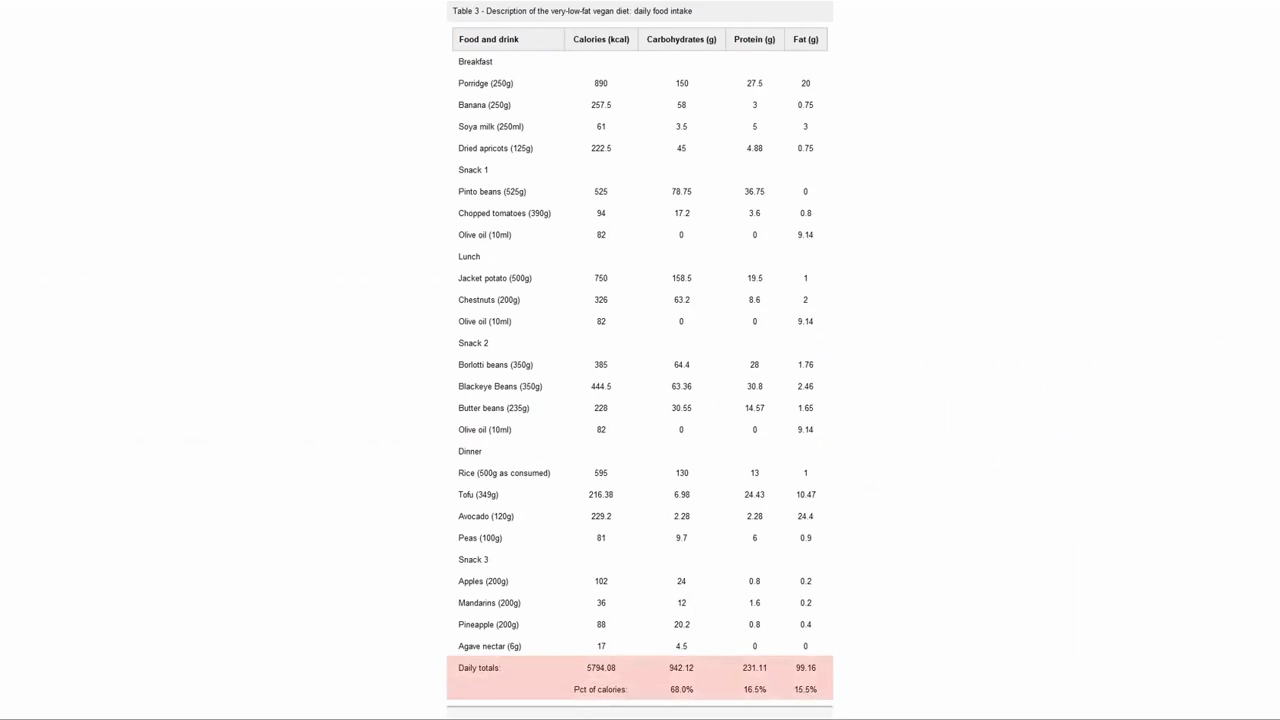 Table 3 - Description of the very-low-fat vegan diet: daily food intake
Food and drink Calories (kcal) Carbohydrates (g) Protein (g) Fat (g)
Breakfast
Porridge (250g) 890 150 27.5 20
Banana (250g) 257.5 58 3 0.75
Soya milk (250ml) 61 3.5 5 3
Dried apricots (125g) 222.5 45 4.88 0.75
Snack 1
Pinto beans (525g) 525 78.75 36.75 0
Chopped tomatoes (390g) 94 17.2 3.6 0.8
Olive oil (10ml) 82 0 0 9.14
Lunch
Jacket potato (500g) 750 158.5 19.5 1
Chestnuts (200g) 326 63.2 8.6 2
Olive oil (10ml) 82 0 0 9.14
Snack 2
Borlotti beans (350g) 385 64.4 28 1.76
Blackeye Beans (350g) 444.5 63.36 30.8 2.46
Butter beans (235g) 228 30.55 14.57 1.65
Olive oil (10ml) 82 0 0 9.14
Dinner
Rice (500g as consumed) 595 130 13 1
Tofu (349g) 216.38 6.98 24.43 10.47
Avocado (120g) 229.2 2.28 2.28 24.4
Peas (100g) 81 9.7 6 0.9
Snack 3
Apples (200g) 102 24 0.8 0.2
Mandarins (200g) 36 12 1.6 0.2
Pineapple (200g) 88 20.2 0.8 0.4
Agave nectar (6g) 17 4.5 0 0
Daily totals: 5794.08 942.12 231.11 99.16
Pct of calories: 68.0% 16.5% 15.5%